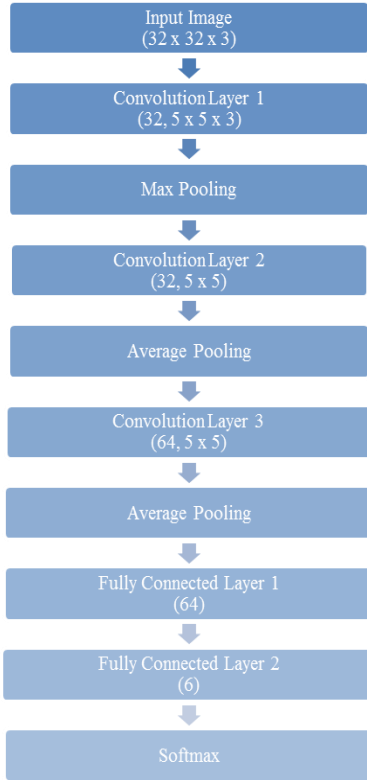 Input Image
(32 x 32 x 3)
Convolution Layer 1
(32, 5 x 5 x 3)
Max Pooling
Convolution Layer 2
(32, 5 x 5)
Average Pooling
Convolution Layer 3
(64, 5 x 5)
Average Pooling
Fully Connected Layer 1
(64)
Fully Connected Layer 2
(6)
Softmax